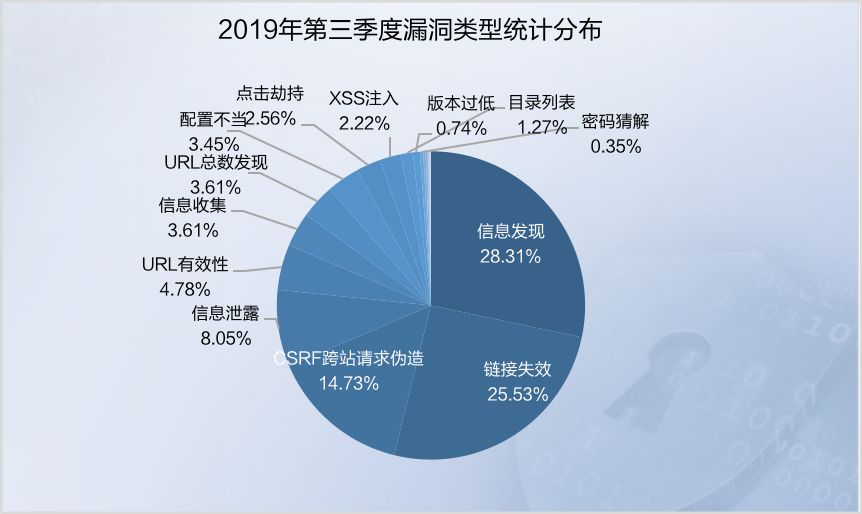 2019年第三季度漏洞类型统计分布
点击劫持
2.56%
XSS注入
2.22%
版本过低
0.74%
目录列表
1.27%
密码猜解
0.35%
配置不当
3.45%
URL总数发现
3.61%
信息收集
3.61%
URL有效性
4.78%
信息泄露
8.05%
信息发现
28.31%
链接失效
25.53%
CSRF跨站请求伪造
14.73%